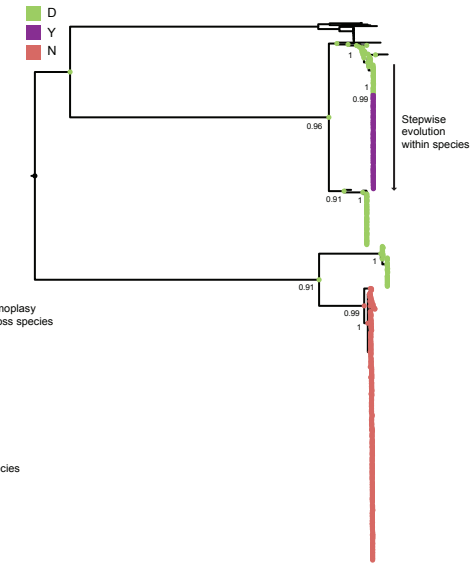 D
Y
N
1
1
0.99
0.96
Stepwise
evolution
within species
0.91
1
1
0.91
moplasy
oss species
0.99
1
cies